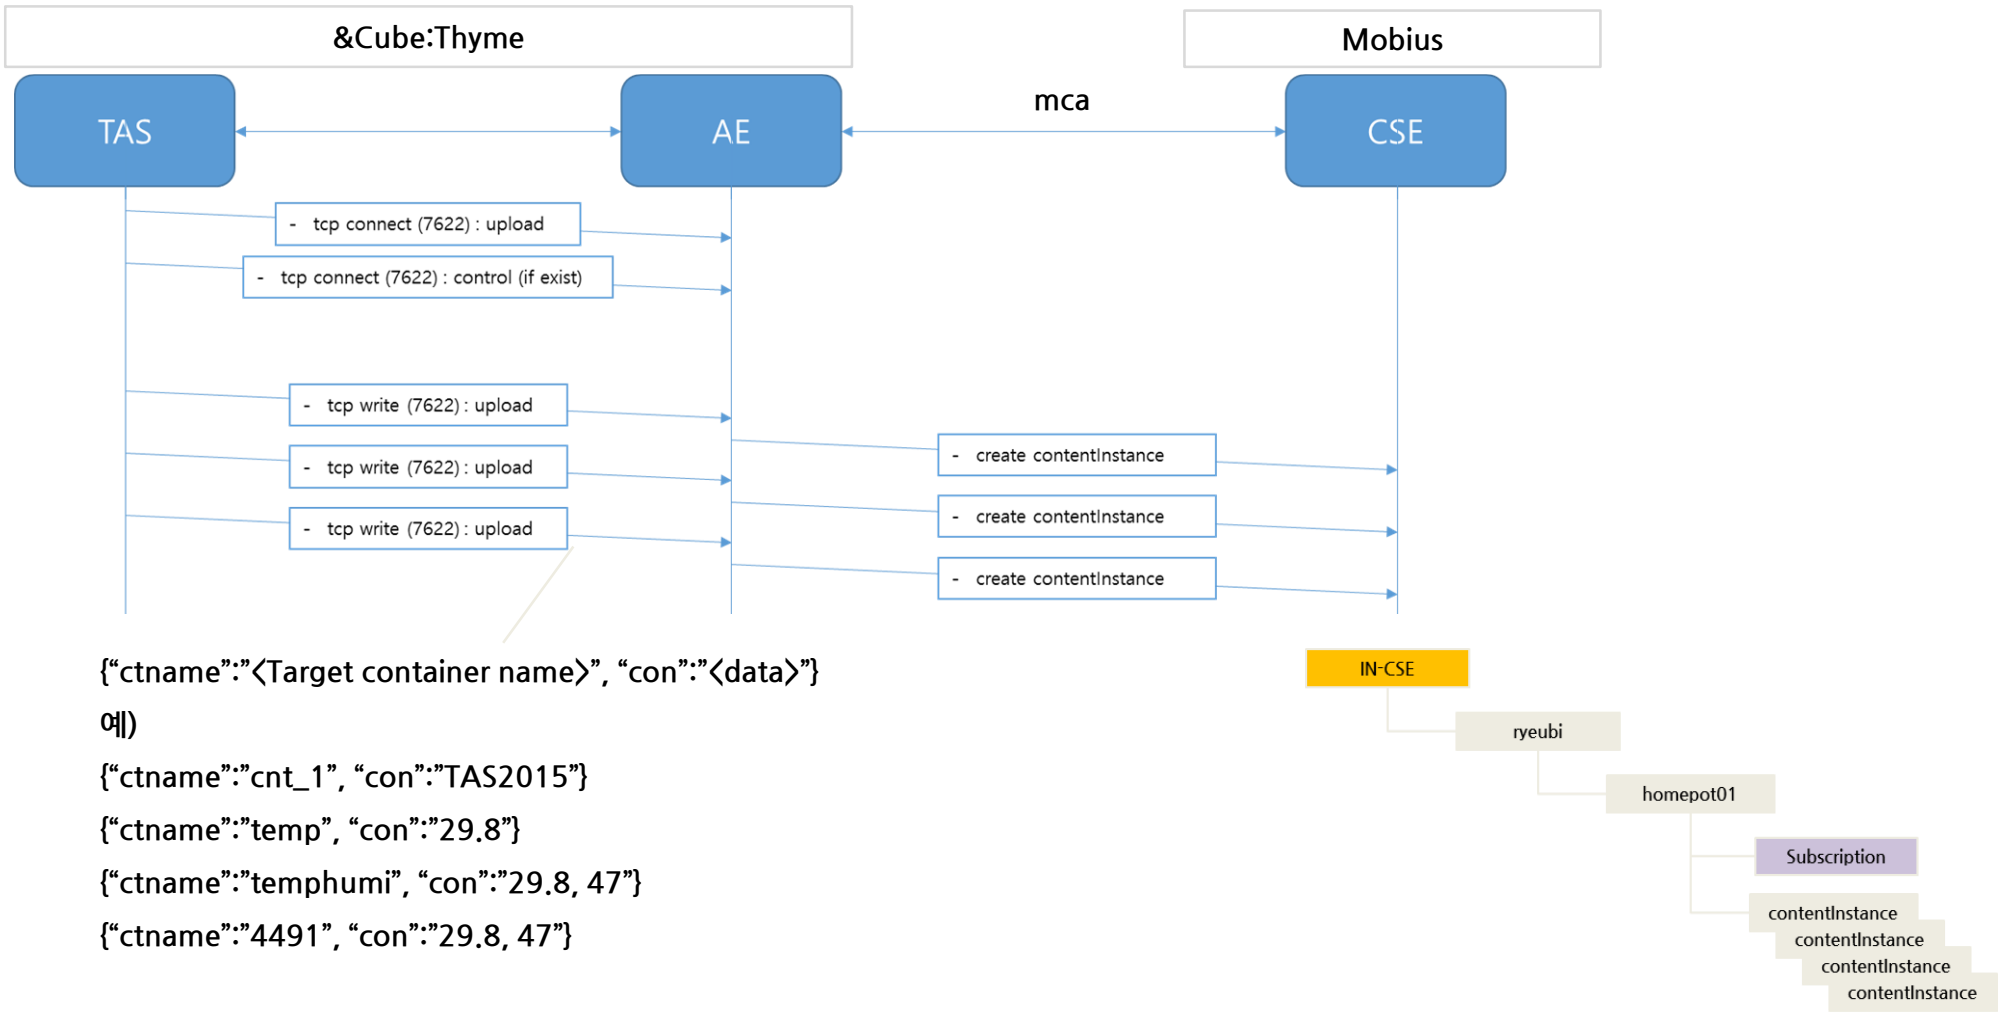 &Cube:Thyme
Mobius
TAS
AE
mca
CSE
- tcp connect (7622) : upload
- tcp connect (7622) : control (if exist)
- tcp write (7622) : upload
- create contentInstance
- tcp write (7622) : upload
- create contentInstance
- tcp write (7622) : upload
- create contentInstance
{“ctname”:”<Target container name>”, “con”:”<data>”}
예)
{“ctname”:”cnt_1”, “con”:”TAS2015”}
{“ctname”:”temp”, “con”:”29.8”}
{“ctname”:”temphumi”, “con”:”29.8, 47”}
{“ctname”:”4491”, “con”:”29.8, 47”}
IN-CSE
ryeubi
homepot01
Subscription
contentInstance
contentInstance
contentInstance
contentInstance